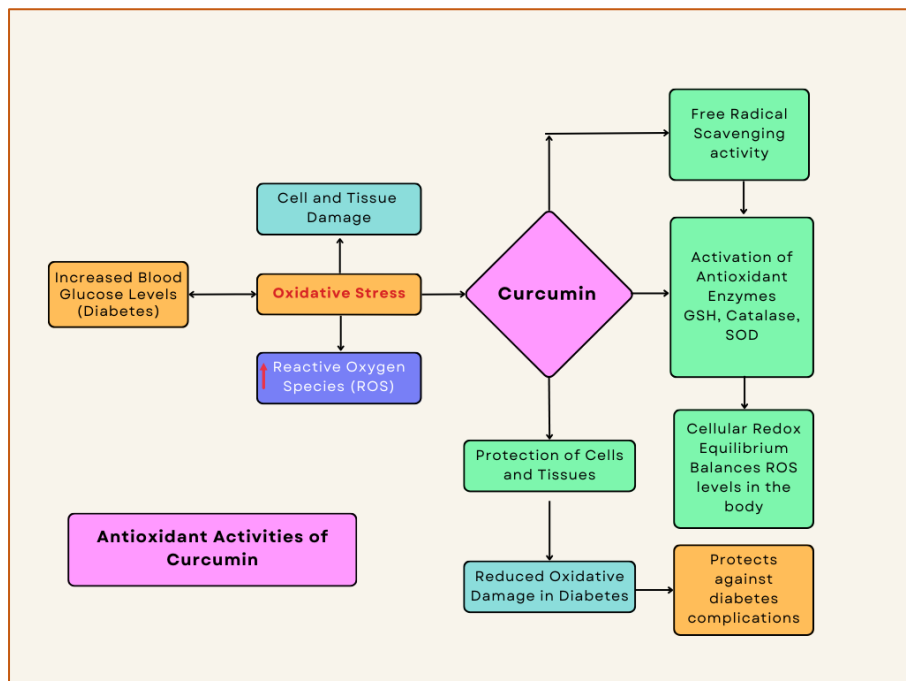 Free Radical
Scavenging
activity
Cell and Tissue
Damage
Increased Blood
Glucose Levels
(Diabetes)
Oxidative Stress
Curcumin
Activation of
Antioxidant
Enzymes
GSH, Catalase,
SOD
Reactive Oxygen
Species (ROS)
Protection of Cells
and Tissues
Cellular Redox
Equilibrium
Balances ROS
levels in the
body
Antioxidant Activities of
Curcumin
Reduced Oxidative
Damage in Diabetes
Protects
against
diabetes
complications